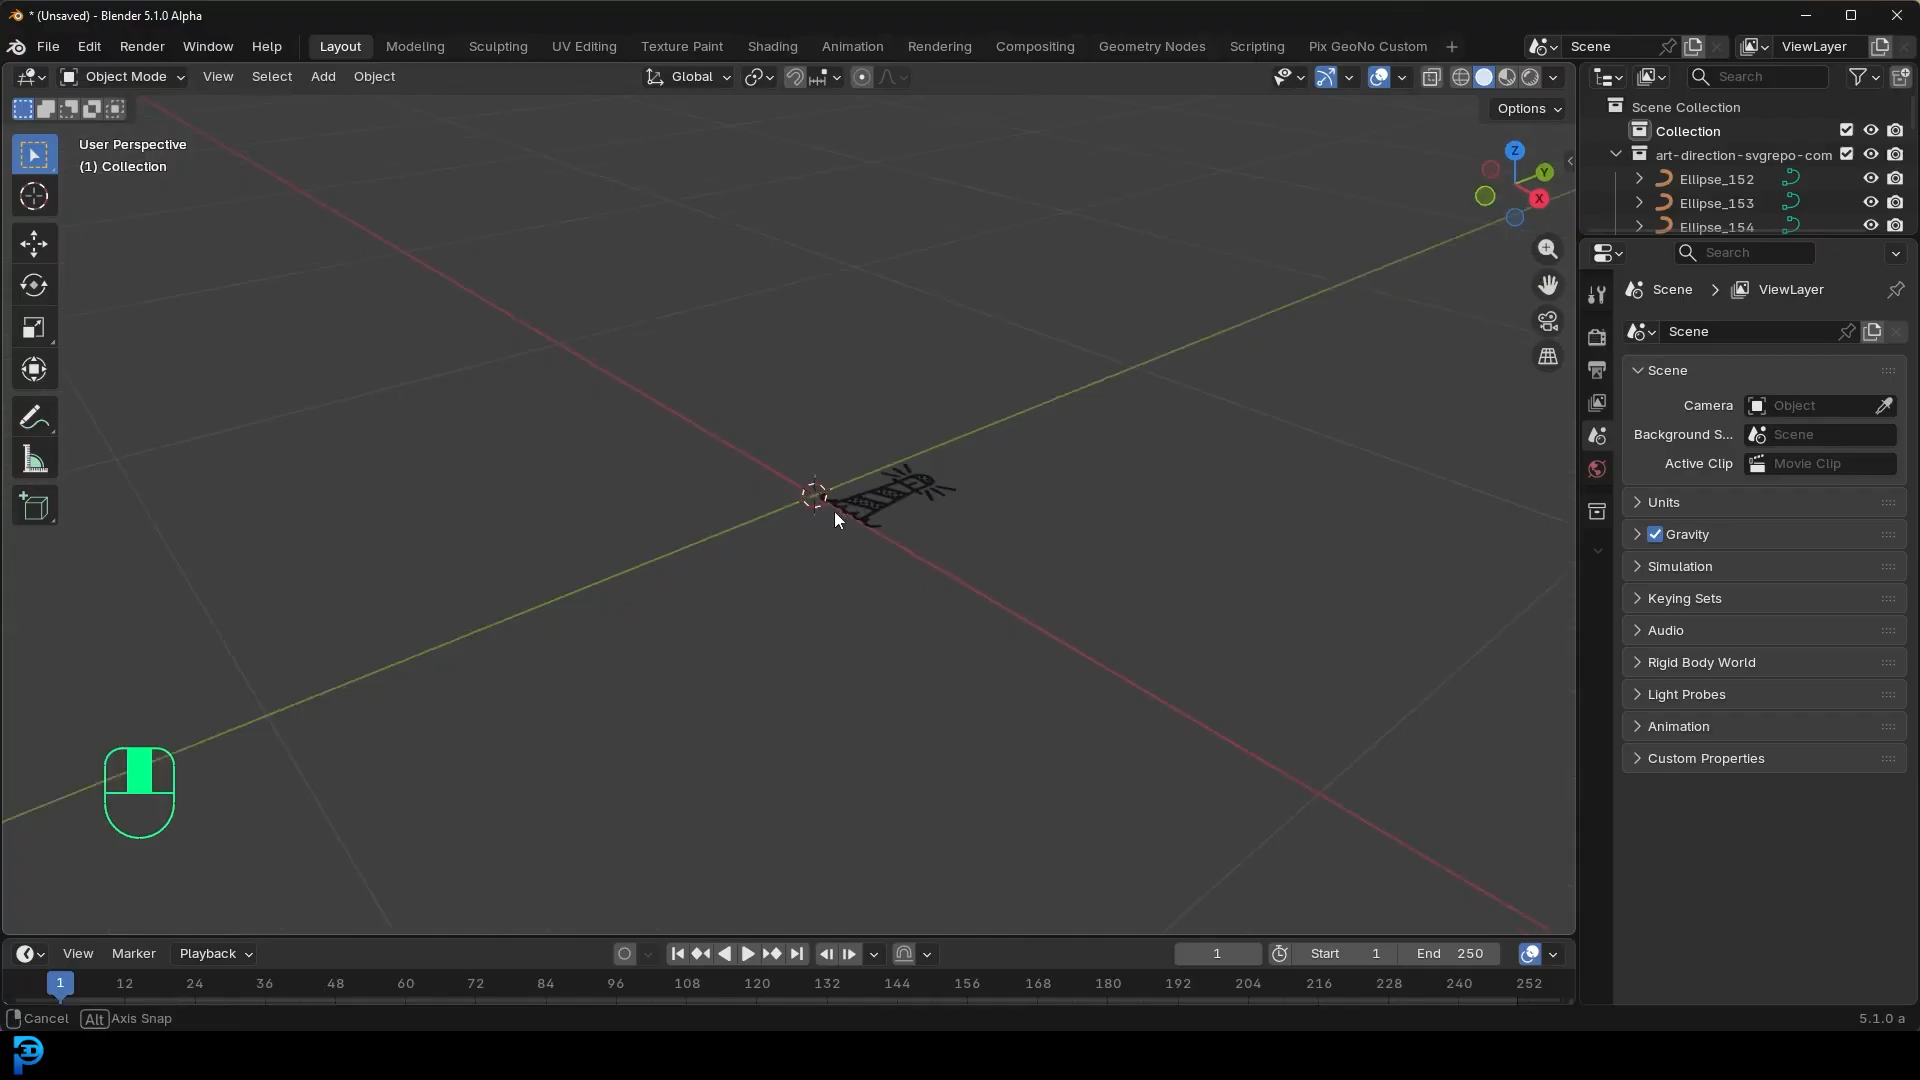 * (Unsaved) - Blender 5.1.0 Alpha
File Edit Render Window Help Layout Modeling Sculpting UV Editing Texture Paint Shading Animation Rendering Compositing Geometry Nodes Scripting Pix GeoNo Custom + Scene ViewLayer
Object Mode View Select Add Object Global Search
Options
User Perspective
(1) Collection
Z
Y
X
Scene Collection
Collection
art-direction-svgrepo-com
Ellipse_152
Ellipse_153
Ellipse_154
Search
Scene > ViewLayer
Scene
Scene
Camera Object
Background S... Scene
Active Clip Movie Clip
Units
Gravity
Simulation
Keying Sets
Audio
Rigid Body World
Light Probes
Animation
Custom Properties
View Marker Playback 1 Start 1 End 250
1 12 24 36 48 60 72 84 96 108 120 132 144 156 168 180 192 204 216 228 240 252
Cancel Alt Axis Snap 5.1.0 a